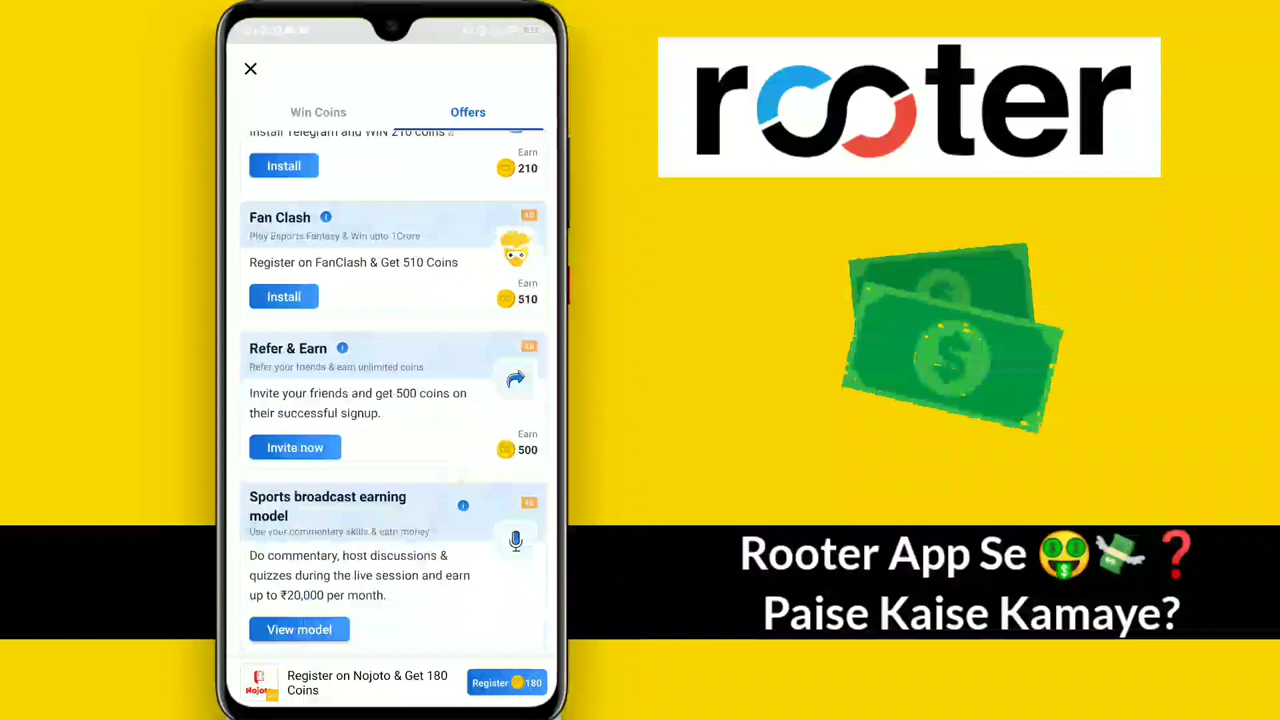 Win Coins
Offers
Install Telegram and WIN 210 coins
Install
Earn
210
Fan Clash
AD
Play Esports Fantasy & Win upto 1Crore
Register on FanClash & Get 510 Coins
Install
Earn
510
Refer & Earn
AD
Refer your friends & earn unlimited coins
Invite your friends and get 500 coins on
their successful signup.
Invite now
Earn
500
Sports broadcast earning
model
AD
Use your commentary skills & earn money
Do commentary, host discussions &
quizzes during the live session and earn
up to ₹20,000 per month.
View model
Nojoto
Register on Nojoto & Get 180
Coins
Register 180
rooter
Rooter App Se 🤑💸❓
Paise Kaise Kamaye?